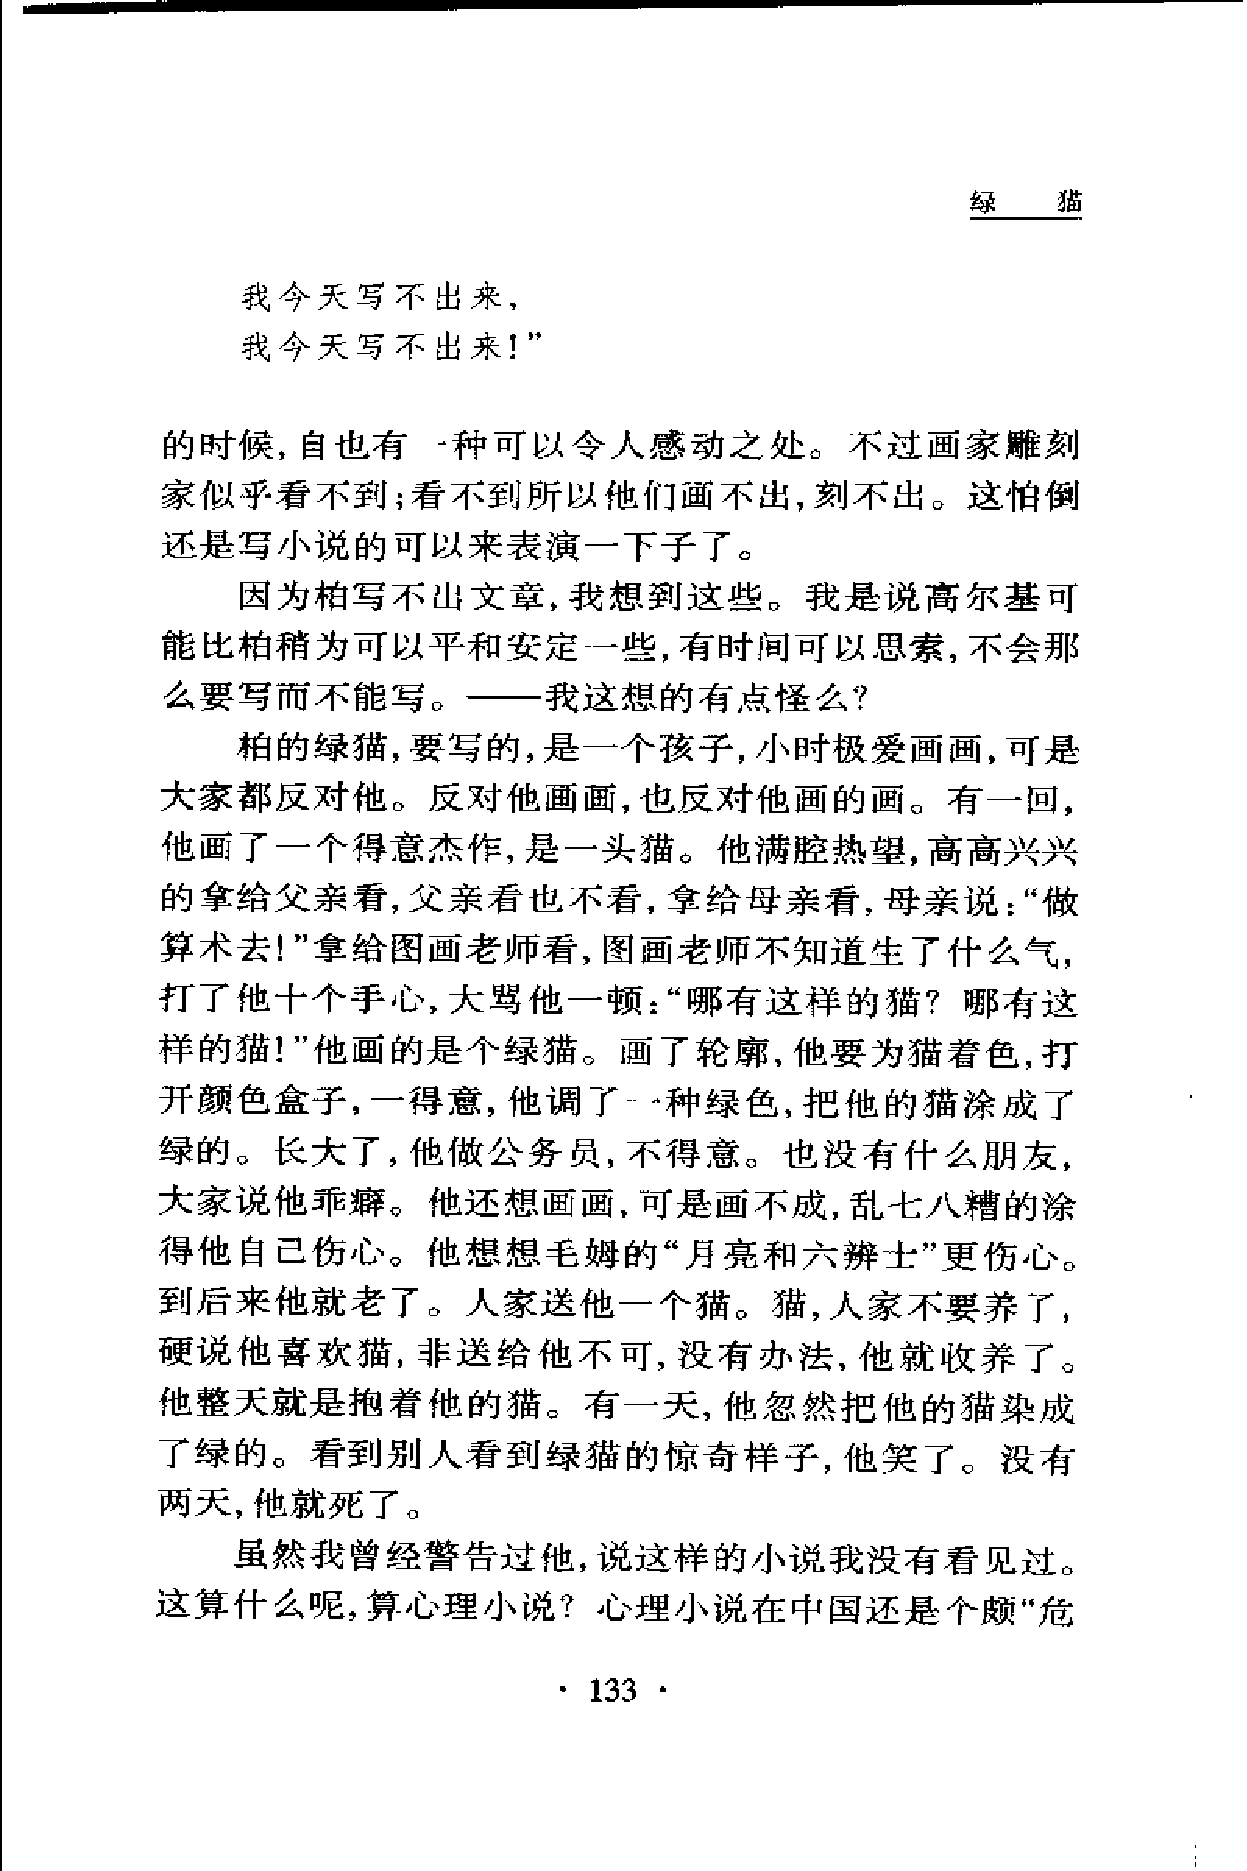 绿 猫
我今天写不出来,
我今天写不出来!”
的时候,自也有一种可以令人感动之处。不过画家雕刻
家似乎看不到;看不到所以他们画不出,刻不出。这怕倒
还是写小说的可以来表演一下子了。
因为柏写不出文章,我想到这些。我是说高尔基可
能比柏稍为可以平和安定一些,有时间可以思索,不会那
么要写而不能写。——我这想的有点怪么?
柏的绿猫,要写的,是一个孩子,小时极爱画画,可是
大家都反对他。反对他画画,也反对他画的画。有一回,
他画了一个得意杰作,是一头猫。他满腔热望,高高兴兴
的拿给父亲看,父亲看也不看,拿给母亲看,母亲说:“做
算术去!”拿给图画老师看,图画老师不知道生了什么气,
打了他十个手心,大骂他一顿:“哪有这样的猫?哪有这
样的猫!”他画的是个绿猫。画了轮廓,他要为猫着色,打
开颜色盒子,一得意,他调了一种绿色,把他的猫涂成了
绿的。长大了,他做公务员,不得意。也没有什么朋友,
大家说他乖癖。他还想画画,可是画不成,乱七八糟的涂
得他自己伤心。他想想毛姆的“月亮和六辨士”更伤心。
到后来他就老了。人家送他一个猫。猫,人家不要养了,
硬说他喜欢猫,非送给他不可,没有办法,他就收养了。
他整天就是抱着他的猫。有一天,他忽然把他的猫染成
了绿的。看到别人看到绿猫的惊奇样子,他笑了。没有
两天,他就死了。
虽然我曾经警告过他,说这样的小说我没有看见过。
这算什么呢,算心理小说?心理小说在中国还是个颇“危
· 133 ·